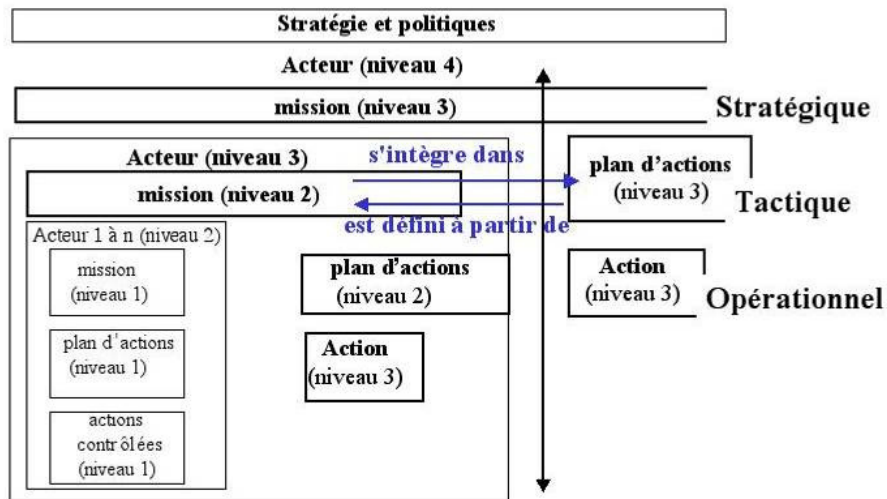 Stratégie et politiques
Acteur (niveau 4)
mission (niveau 3)
Stratégique
Acteur (niveau 3)
s'intègre dans
plan d'actions
(niveau 3)
mission (niveau 2)
Tactique
est défini à partir de
Acteur 1 à n (niveau 2)
mission
(niveau 1)
plan d'actions
(niveau 2)
Action
(niveau 3)
Opérationnel
plan d'actions
(niveau 1)
Action
(niveau 3)
actions
contrôlées
(niveau 1)